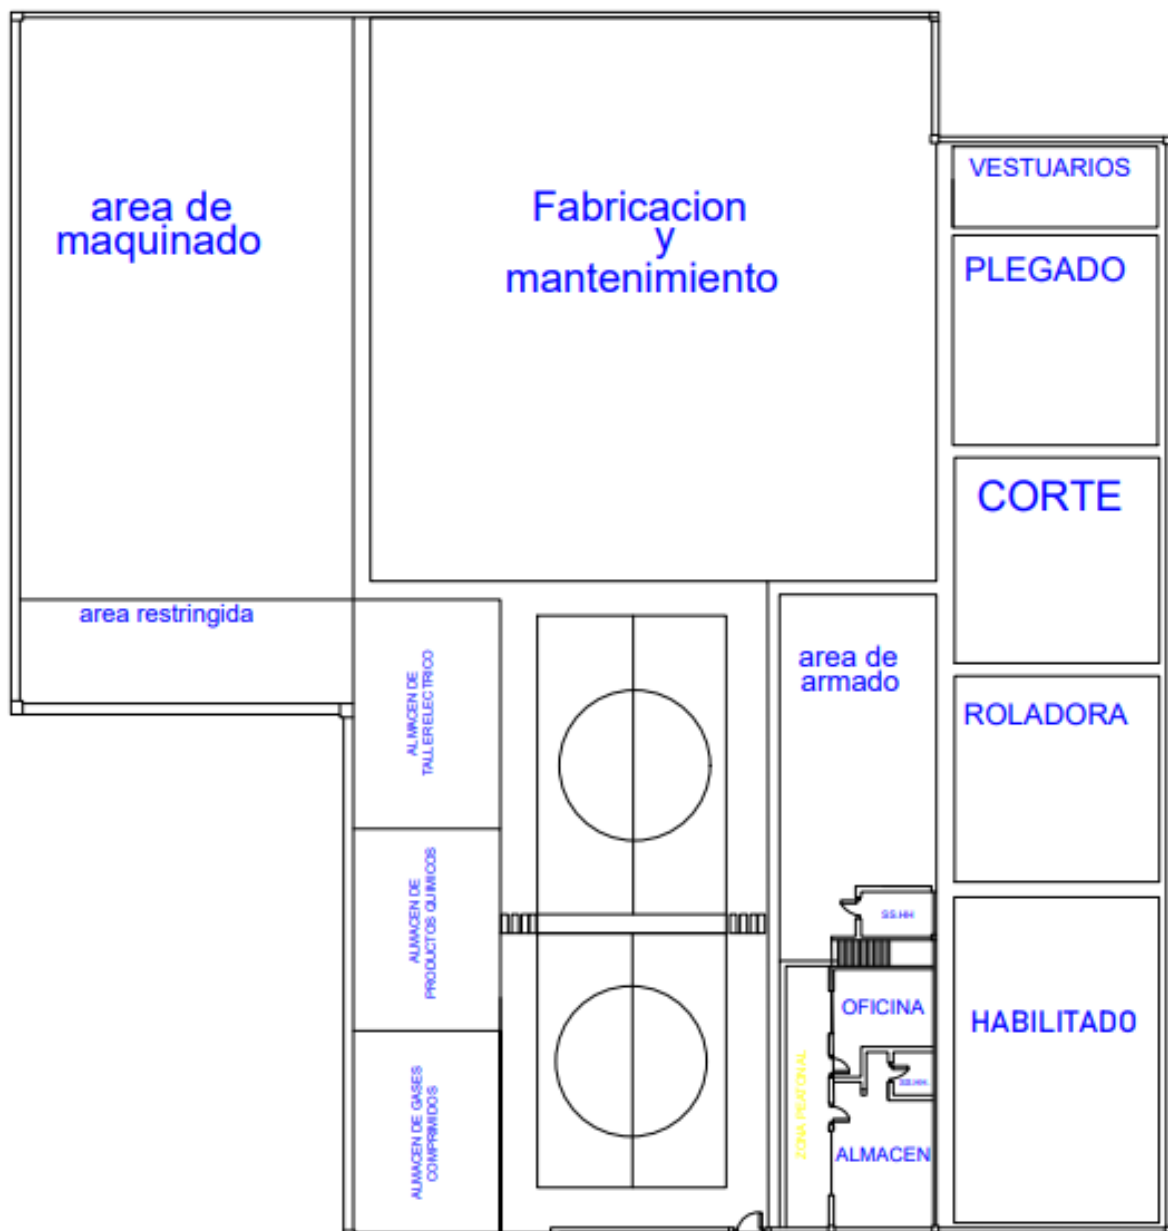 area de
maquinado
Fabricacion
y
mantenimiento
VESTUARIOS
PLEGADO
CORTE
area restringida
ALMACEN DE
TALLER ELECTRICO
area de
armado
ROLADORA
ALMACEN DE
PRODUCTOS QUIMICOS
SS.HH
OFICINA
HABILITADO
ZONA PEATONAL
SS.HH.
ALMACEN DE GASES
COMPRIMIDOS
ALMACEN